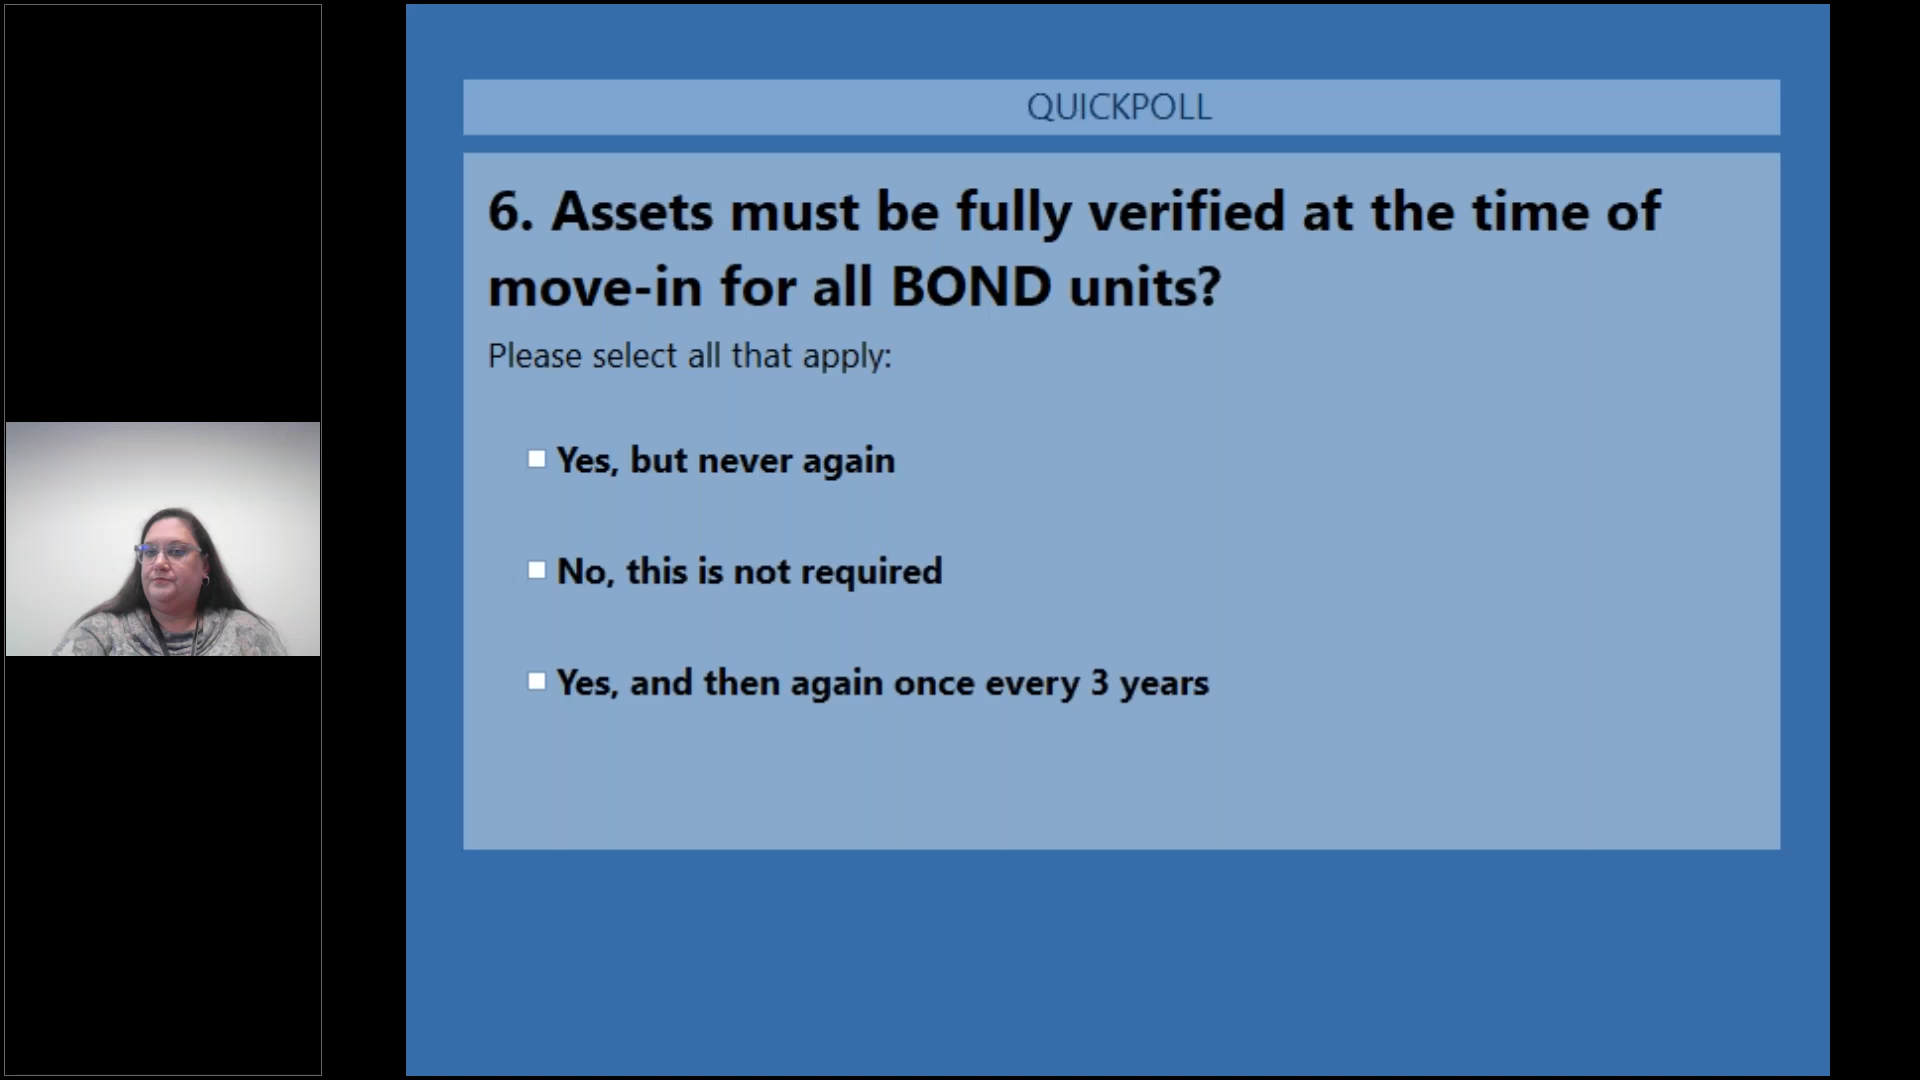 QUICKPOLL
6. Assets must be fully verified at the time of
move-in for all BOND units?
Please select all that apply:
Yes, but never again
No, this is not required
Yes, and then again once every 3 years